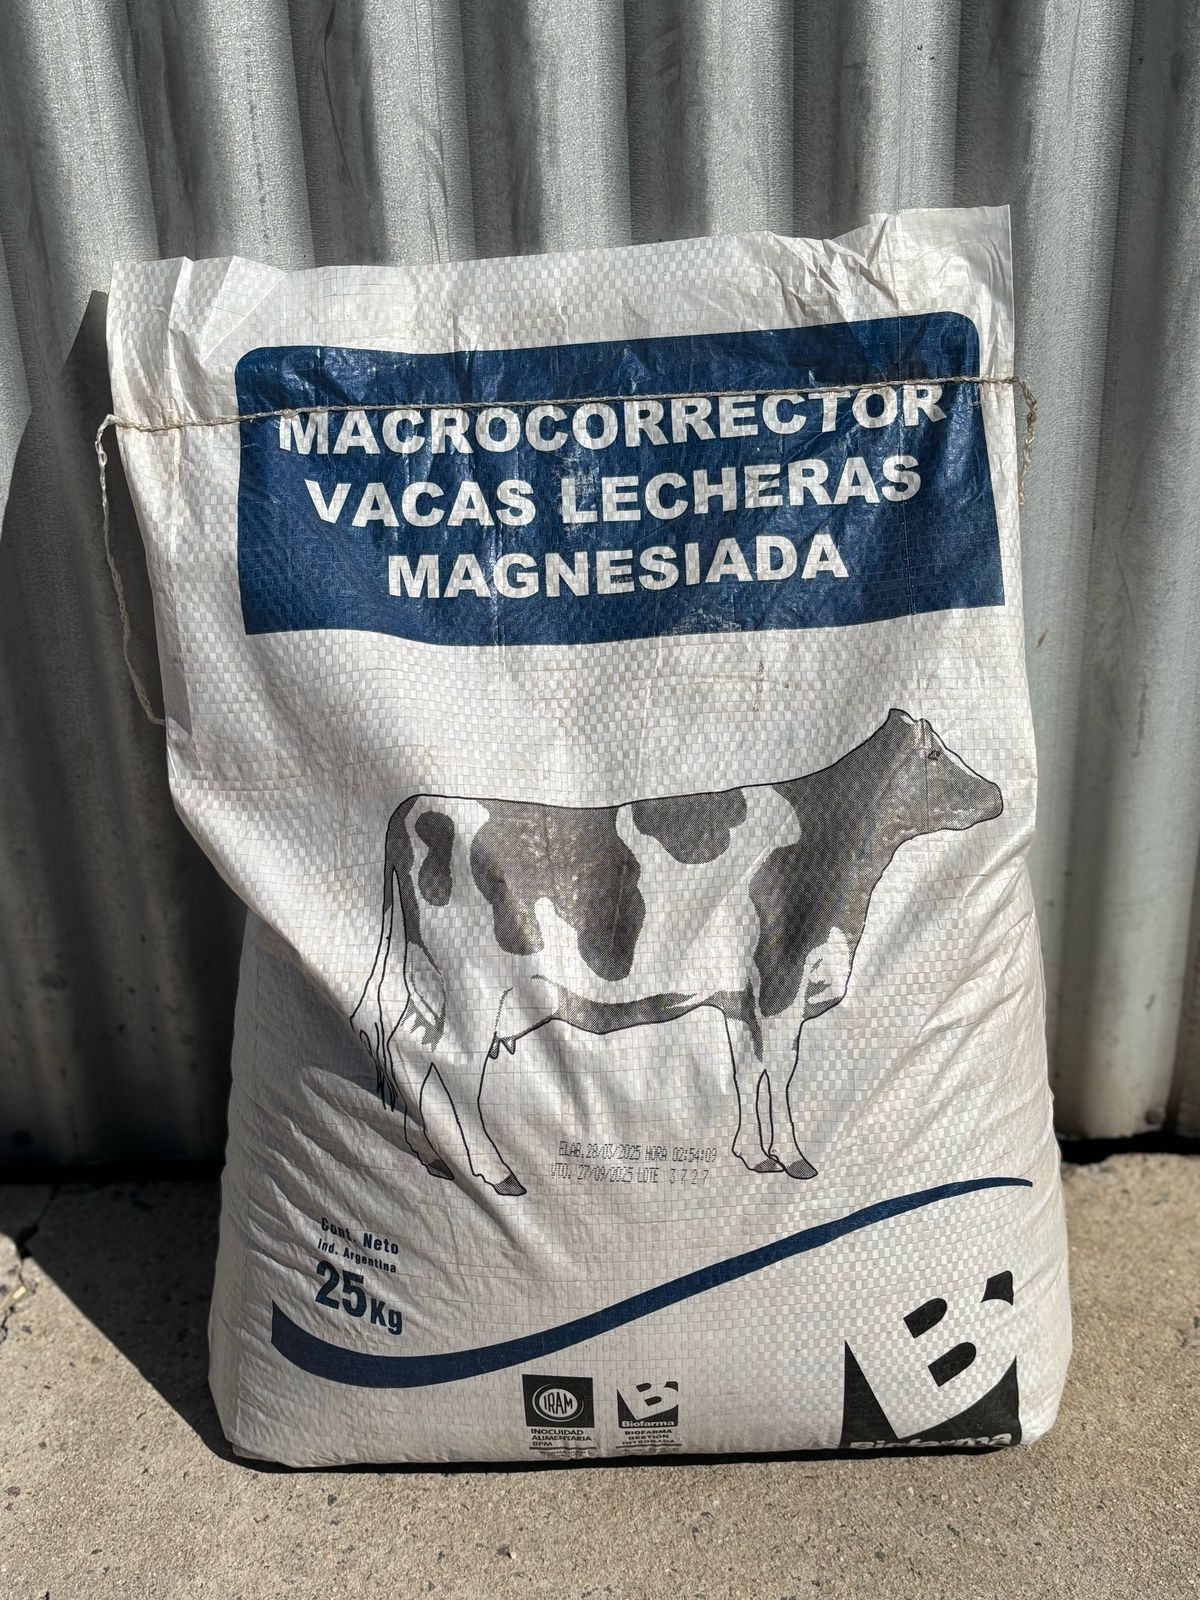 MACROCORRECTOR
VACAS LECHERAS
MAGNESIADA
ELAB. 28/03/2025 HORA 02:54:09
VTO. 27/09/2025 LOTE 3727
Cont. Neto
Ind. Argentina
25Kg
IRAM
INOCUIDAD
ALIMENTARIA
BPM
Biofarma
BIOFARMA
GESTIÓN
INTEGRADA
Biofarma